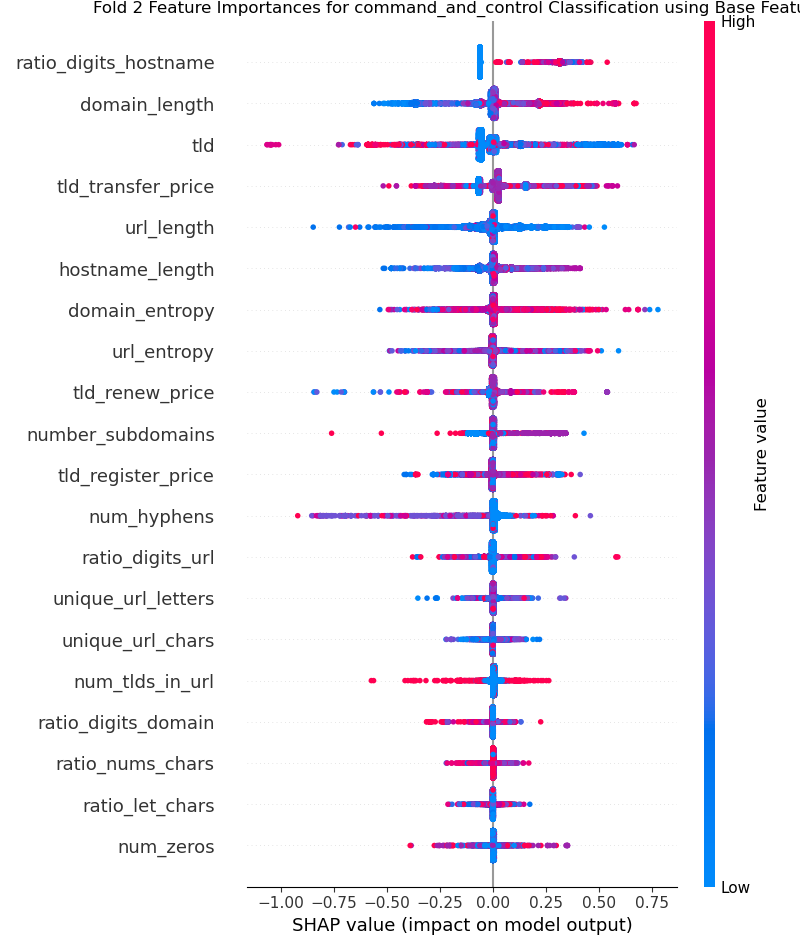 Fold 2 Feature Importances for command_and_control Classification using Base Featu
High
ratio_digits_hostname
domain_length
tld
tld_transfer_price
url_length
hostname_length
domain_entropy
url_entropy
tld_renew_price
number_subdomains
tld_register_price
num_hyphens
ratio_digits_url
unique_url_letters
unique_url_chars
num_tlds_in_url
ratio_digits_domain
ratio_nums_chars
ratio_let_chars
num_zeros
Feature value
Low
−1.00 −0.75 −0.50 −0.25 0.00 0.25 0.50 0.75
SHAP value (impact on model output)